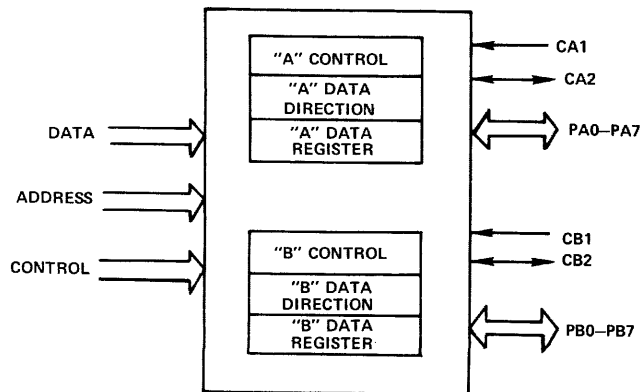 "A" CONTROL
"A" DATA
DIRECTION
"A" DATA
REGISTER
DATA
ADDRESS
CONTROL
CA1
CA2
PA0–PA7
"B" CONTROL
"B" DATA
DIRECTION
"B" DATA
REGISTER
CB1
CB2
PB0–PB7